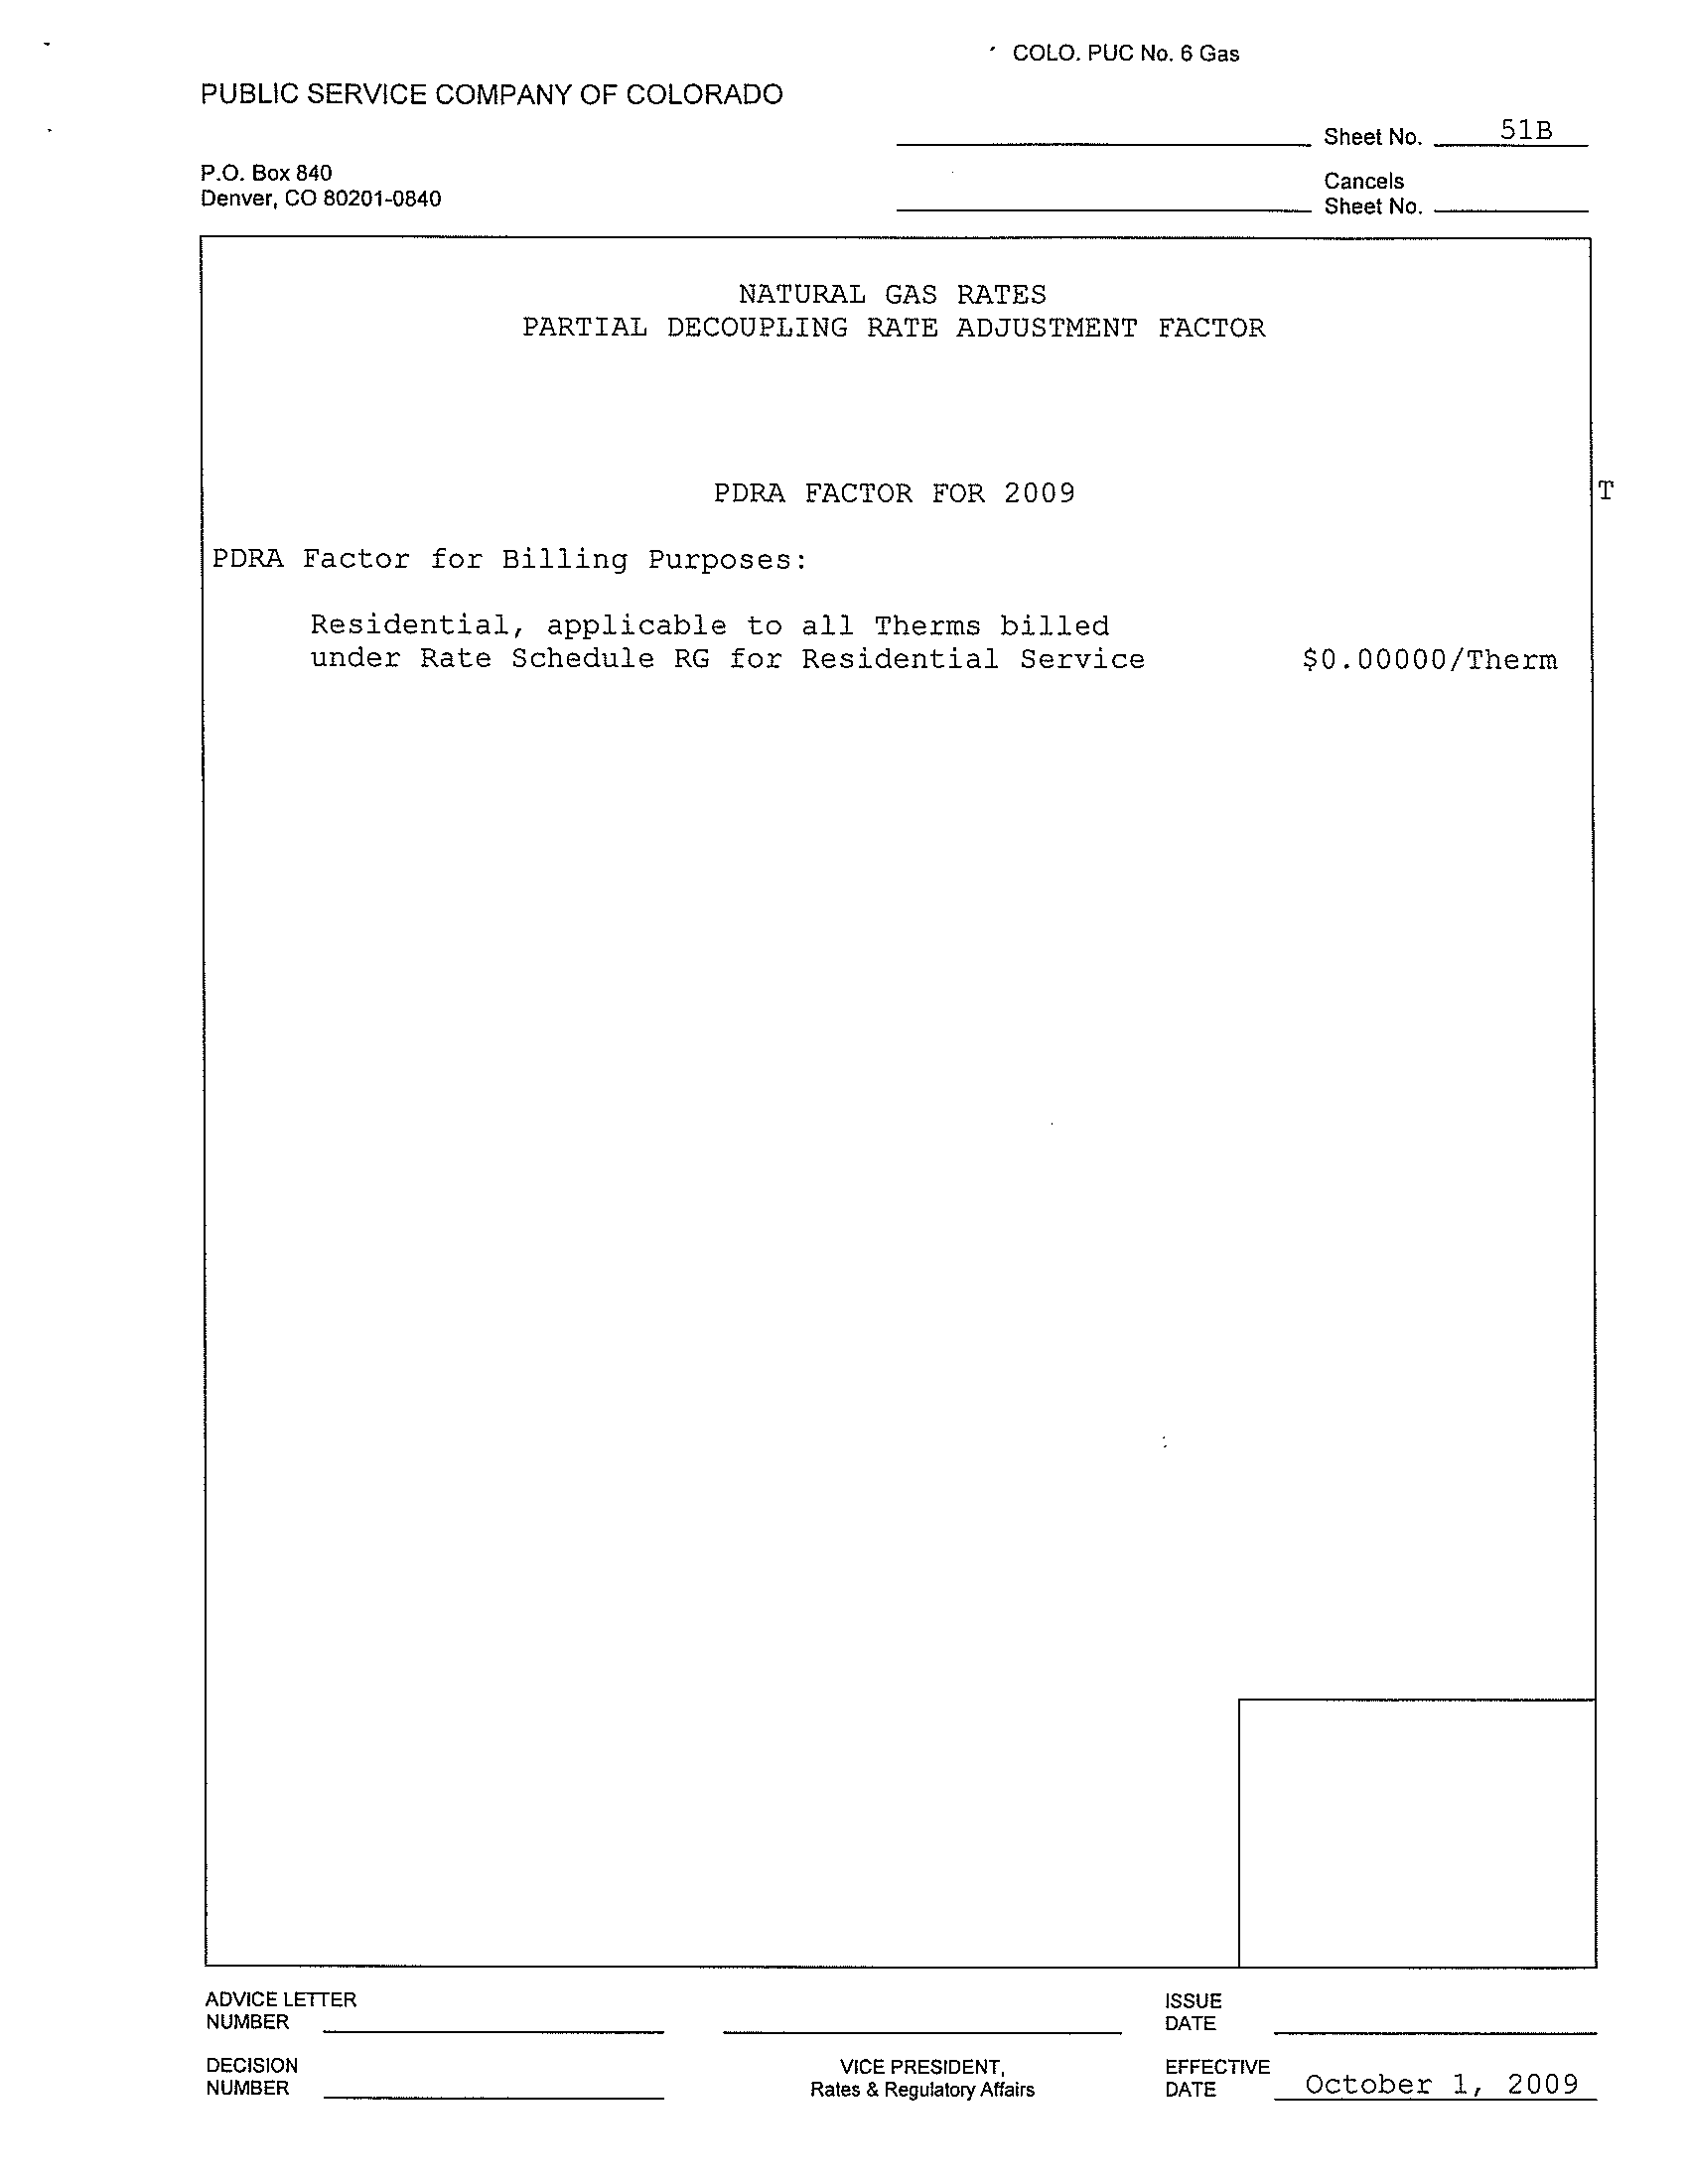 COLO. PUC No. 6 Gas
PUBLIC SERVICE COMPANY OF COLORADO
Sheet No. 51B
P.O. Box 840
Denver, CO 80201-0840
Cancels
Sheet No.
NATURAL GAS RATES
PARTIAL DECOUPLING RATE ADJUSTMENT FACTOR
PDRA FACTOR FOR 2009 T
PDRA Factor for Billing Purposes:
Residential, applicable to all Therms billed
under Rate Schedule RG for Residential Service $0.00000/Therm
ADVICE LETTER
NUMBER
ISSUE
DATE
DECISION
NUMBER
VICE PRESIDENT,
Rates & Regulatory Affairs
EFFECTIVE
DATE October 1, 2009